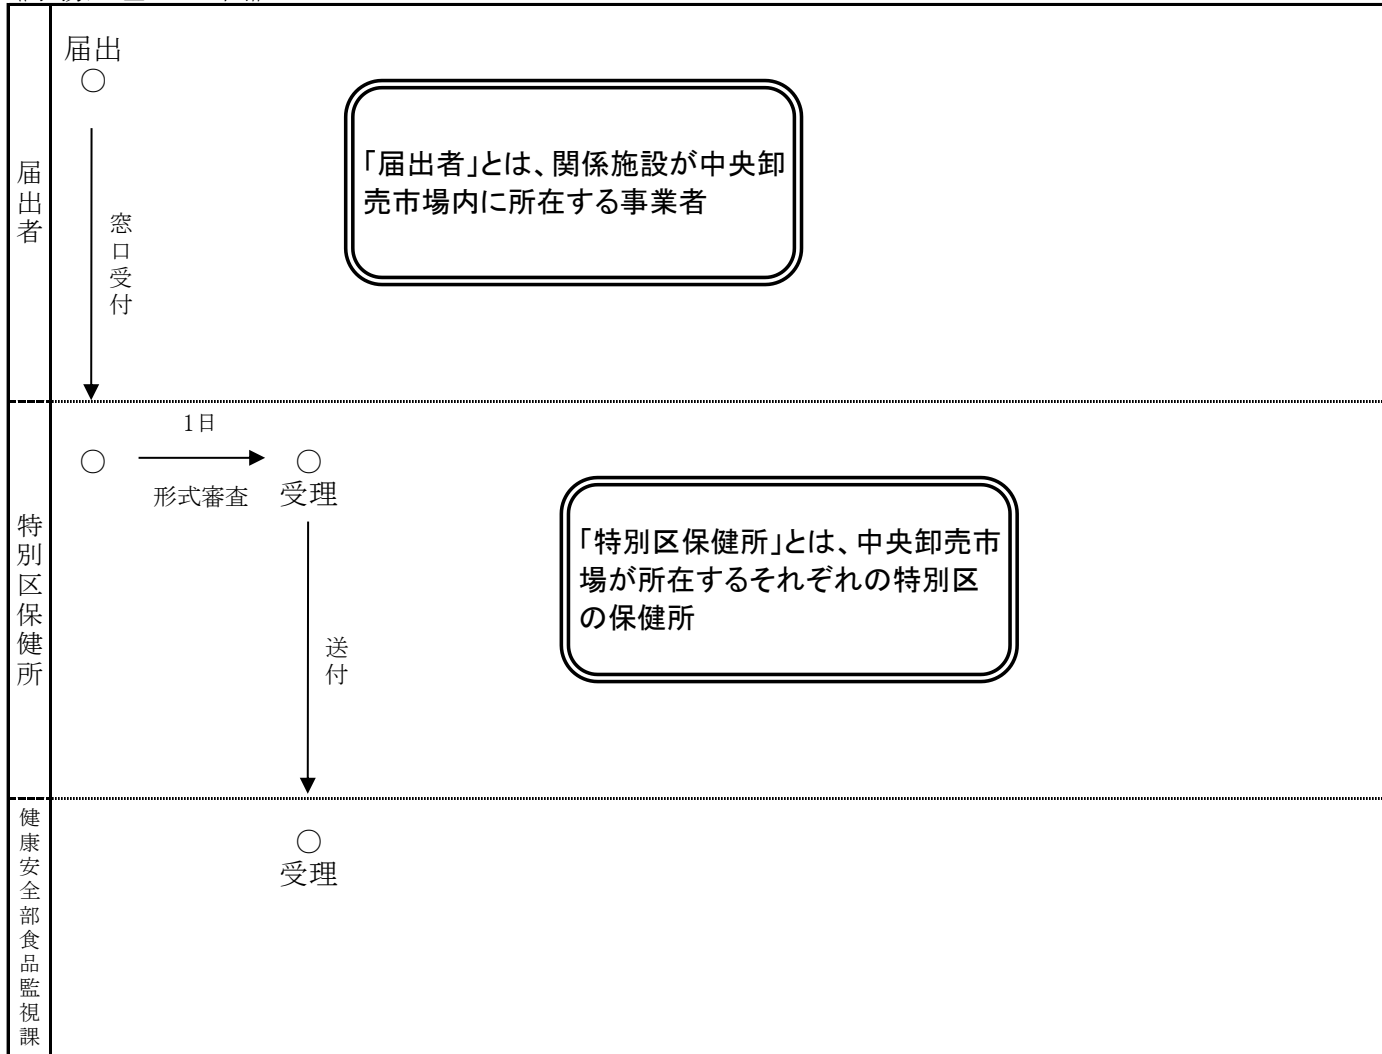 届出
○
届出者
窓口受付
「届出者」とは、関係施設が中央卸
売市場内に所在する事業者
特別区保健所
1日
○
○
形式審査
受理
送付
「特別区保健所」とは、中央卸売市
場が所在するそれぞれの特別区
の保健所
健康安全部食品監視課
○
受理